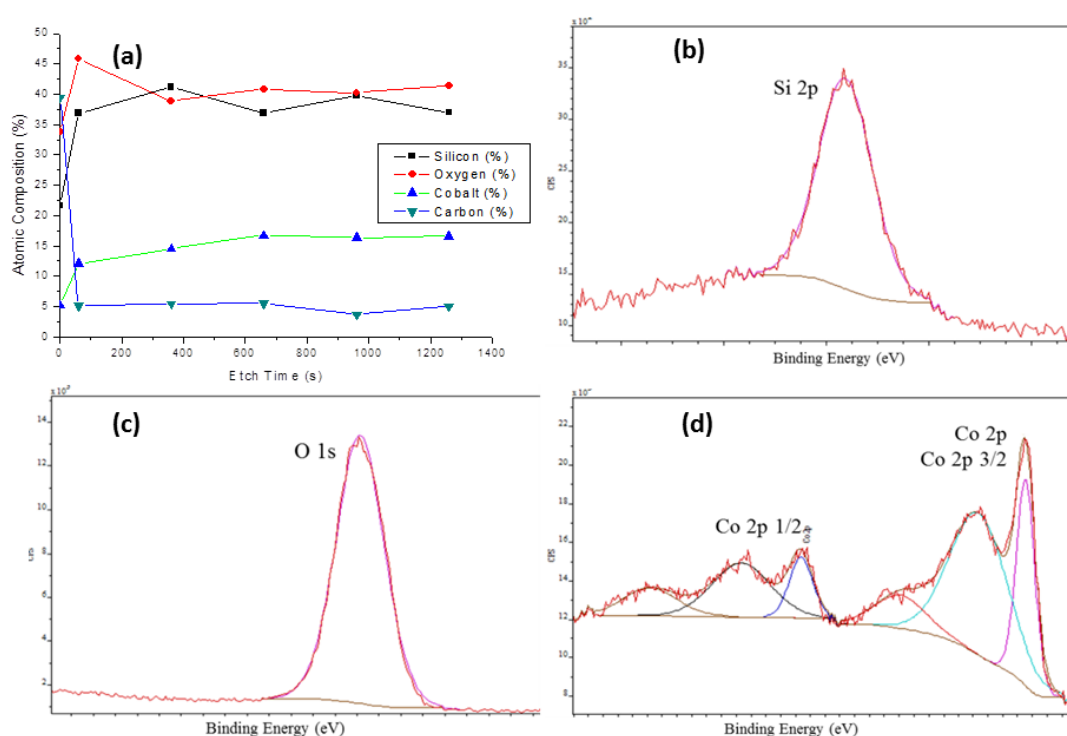 (a)
50
45
40
35
30
25
20
15
10
5
0
Atomic Composition (%)
0 200 400 600 800 1000 1200 1400
Etch Time (s)
Silicon (%)
Oxygen (%)
Cobalt (%)
Carbon (%)
(b)
Si 2p
35
30
25
20
15
10
CPS
Binding Energy (eV)
(c)
O 1s
14
12
10
8
6
4
2
CPS
Binding Energy (eV)
(d)
Co 2p
Co 2p 3/2
Co 2p 1/2
Co 2p
22
20
18
16
14
12
10
8
CPS
Binding Energy (eV)